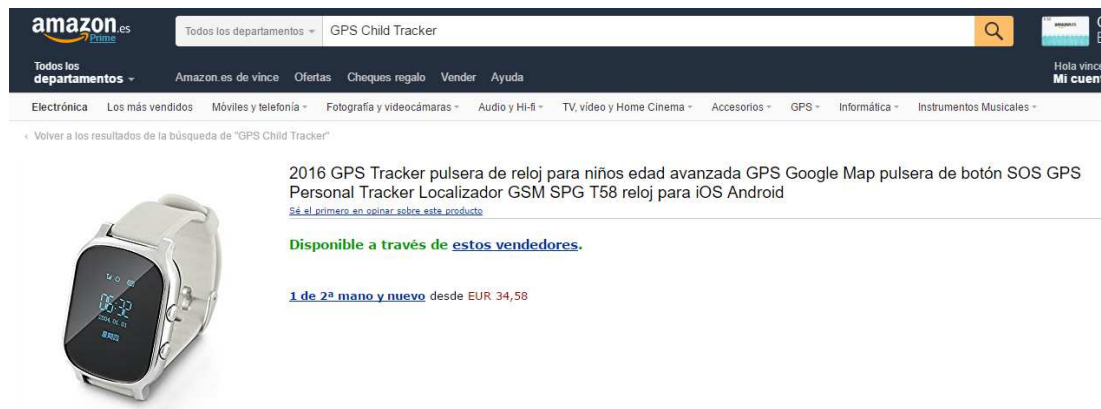 amazon.es
Prime
Todos los departamentos
GPS Child Tracker
Todos los
departamentos
Amazon.es de vince Ofertas Cheques regalo Vender Ayuda
Hola vince
Mi cuen
Electrónica Los más vendidos Móviles y telefonía Fotografía y videocámaras Audio y Hi-fi TV, vídeo y Home Cinema Accesorios GPS Informática Instrumentos Musicales
‹ Volver a los resultados de la búsqueda de "GPS Child Tracker"
2016 GPS Tracker pulsera de reloj para niños edad avanzada GPS Google Map pulsera de botón SOS GPS
Personal Tracker Localizador GSM SPG T58 reloj para iOS Android
Sé el primero en opinar sobre este producto
Disponible a través de estos vendedores.
1 de 2ª mano y nuevo desde EUR 34,58
06:32
2004.01.01